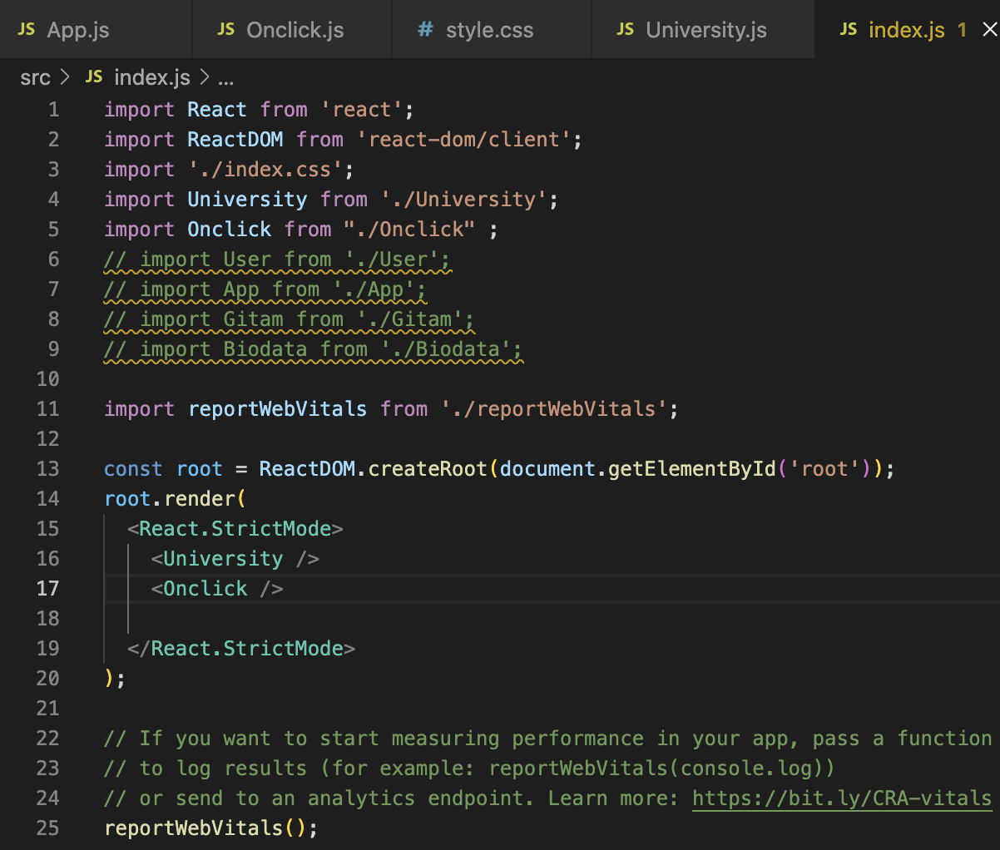 JS App.js JS Onclick.js # style.css JS University.js JS index.js 1 ×
src > JS index.js > ...
1 import React from 'react';
2 import ReactDOM from 'react-dom/client';
3 import './index.css';
4 import University from './University';
5 import Onclick from "./Onclick" ;
6 // import User from './User';
7 // import App from './App';
8 // import Gitam from './Gitam';
9 // import Biodata from './Biodata';
10
11 import reportWebVitals from './reportWebVitals';
12
13 const root = ReactDOM.createRoot(document.getElementById('root'));
14 root.render(
15   <React.StrictMode>
16     <University />
17     <Onclick />
18
19   </React.StrictMode>
20 );
21
22 // If you want to start measuring performance in your app, pass a function
23 // to log results (for example: reportWebVitals(console.log))
24 // or send to an analytics endpoint. Learn more: https://bit.ly/CRA-vitals
25 reportWebVitals();